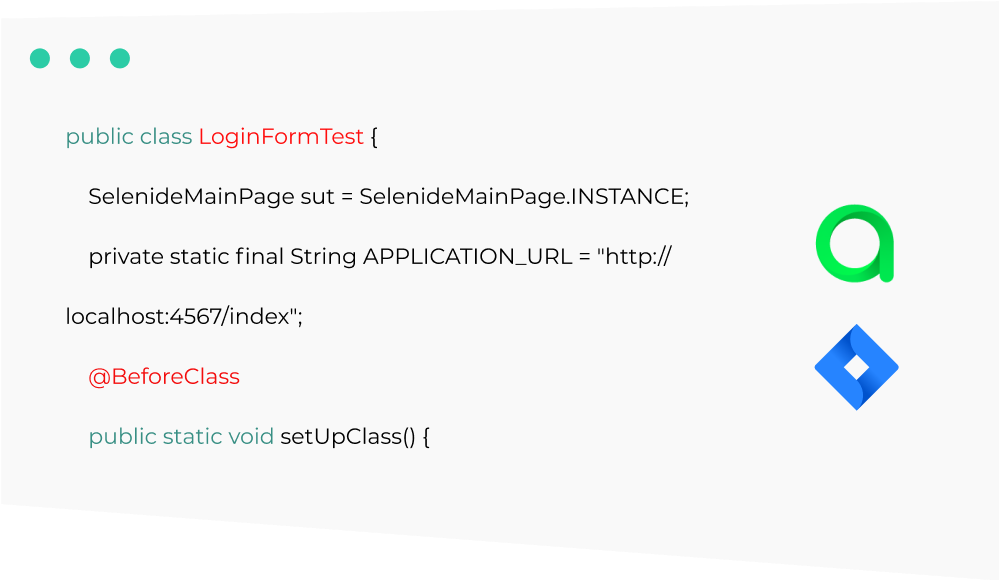 public class LoginFormTest {
SelenideMainPage sut = SelenideMainPage.INSTANCE;
private static final String APPLICATION_URL = "http://
localhost:4567/index";
@BeforeClass
public static void setUpClass() {